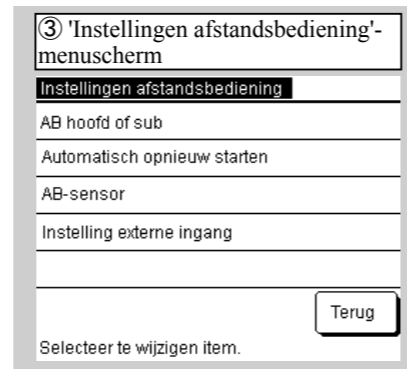 ③ 'Instellingen afstandsbediening'-
menuscherm
Instellingen afstandsbediening
AB hoofd of sub
Automatisch opnieuw starten
AB-sensor
Instelling externe ingang
Terug
Selecteer te wijzigen item.